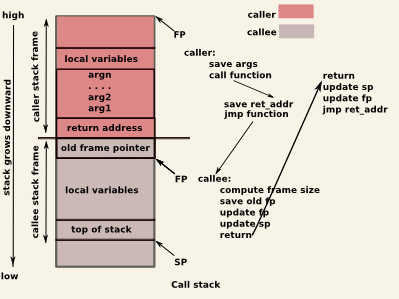 high
caller
callee
FP
caller:
save args
call function
local variables
argn
. . . .
arg2
arg1
return address
old frame pointer
save ret_addr
jmp function
return
update sp
update fp
jmp ret_addr
caller stack frame
stack grows downward
callee stack frame
FP
callee:
local variables
compute frame size
save old fp
update fp
update sp
return
top of stack
SP
low
Call stack